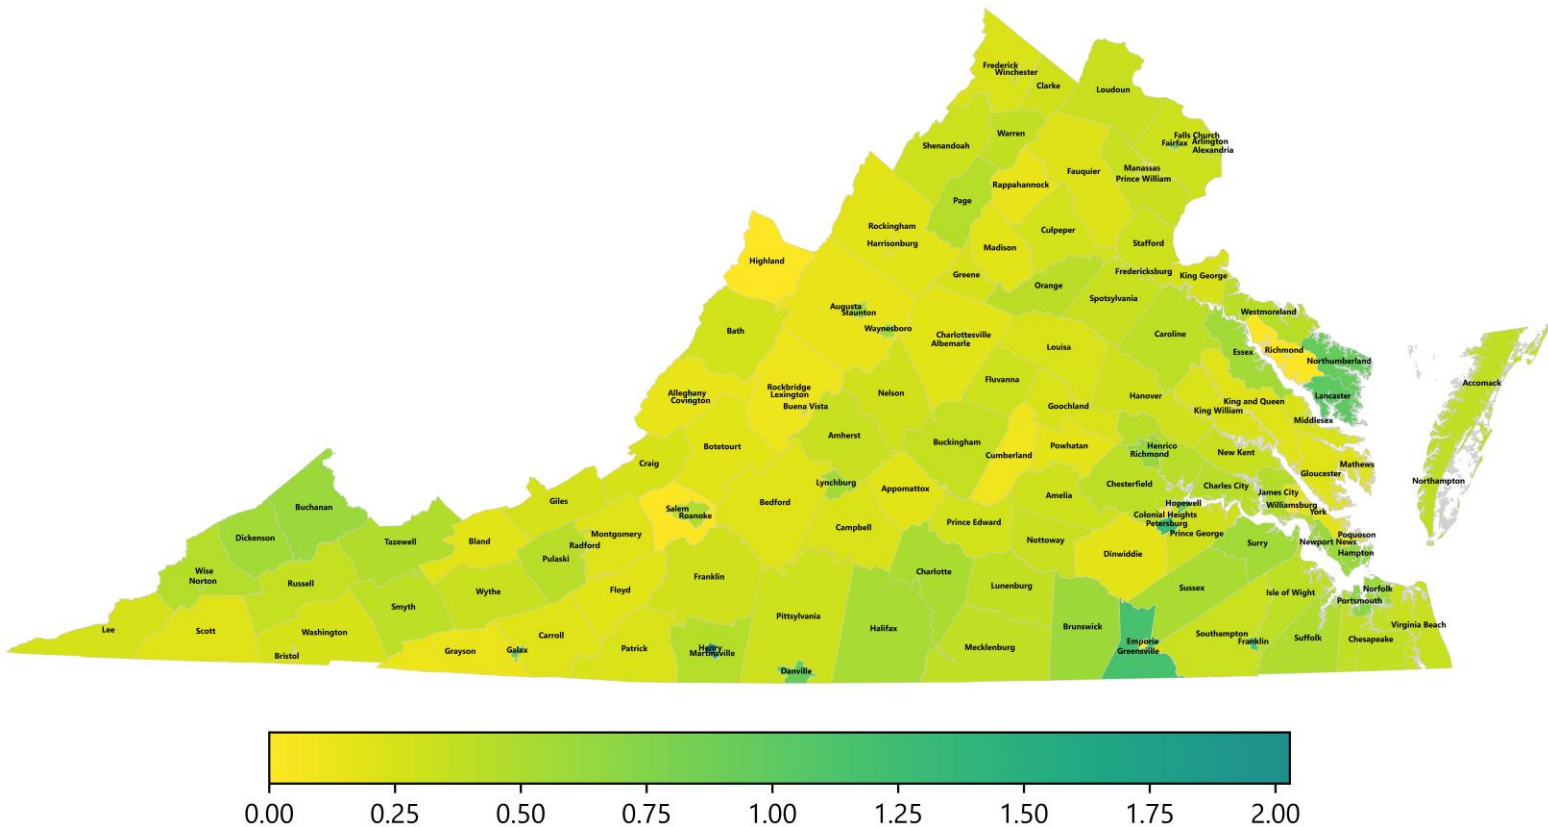 Frederick
Winchester
Clarke
Loudoun
Warren
Shenandoah
Falls Church
Fairfax
Arlington
Alexandria
Manassas
Prince William
Fauquier
Rappahannock
Page
Rockingham
Harrisonburg
Culpeper
Madison
Stafford
Highland
Greene
Fredericksburg
King George
Orange
Spotsylvania
Augusta
Staunton
Waynesboro
Westmoreland
Bath
Charlottesville
Albemarle
Louisa
Caroline
Essex
Richmond
Northumberland
Accomack
Fluvanna
Rockbridge
Lexington
Buena Vista
Alleghany
Covington
Nelson
Hanover
Lancaster
Goochland
King and Queen
King William
Middlesex
Amherst
Buckingham
Botetourt
Cumberland
Powhatan
Henrico
Richmond
New Kent
Craig
Mathews
Gloucester
Northampton
Lynchburg
Appomattox
Chesterfield
Charles City
James City
Giles
Bedford
Amelia
Salem
Roanoke
Hopewell
Williamsburg
York
Buchanan
Colonial Heights
Petersburg
Prince George
Prince Edward
Campbell
Montgomery
Radford
Dickenson
Tazewell
Bland
Nottoway
Dinwiddie
Surry
Newport News
Poquoson
Hampton
Pulaski
Wise
Norton
Russell
Charlotte
Franklin
Lunenburg
Sussex
Isle of Wight
Norfolk
Portsmouth
Wythe
Floyd
Smyth
Pittsylvania
Halifax
Brunswick
Virginia Beach
Lee
Scott
Washington
Carroll
Southampton
Suffolk
Chesapeake
Emporia
Greensville
Franklin
Bristol
Grayson
Galax
Patrick
Henry
Martinsville
Mecklenburg
Danville
0.00 0.25 0.50 0.75 1.00 1.25 1.50 1.75 2.00